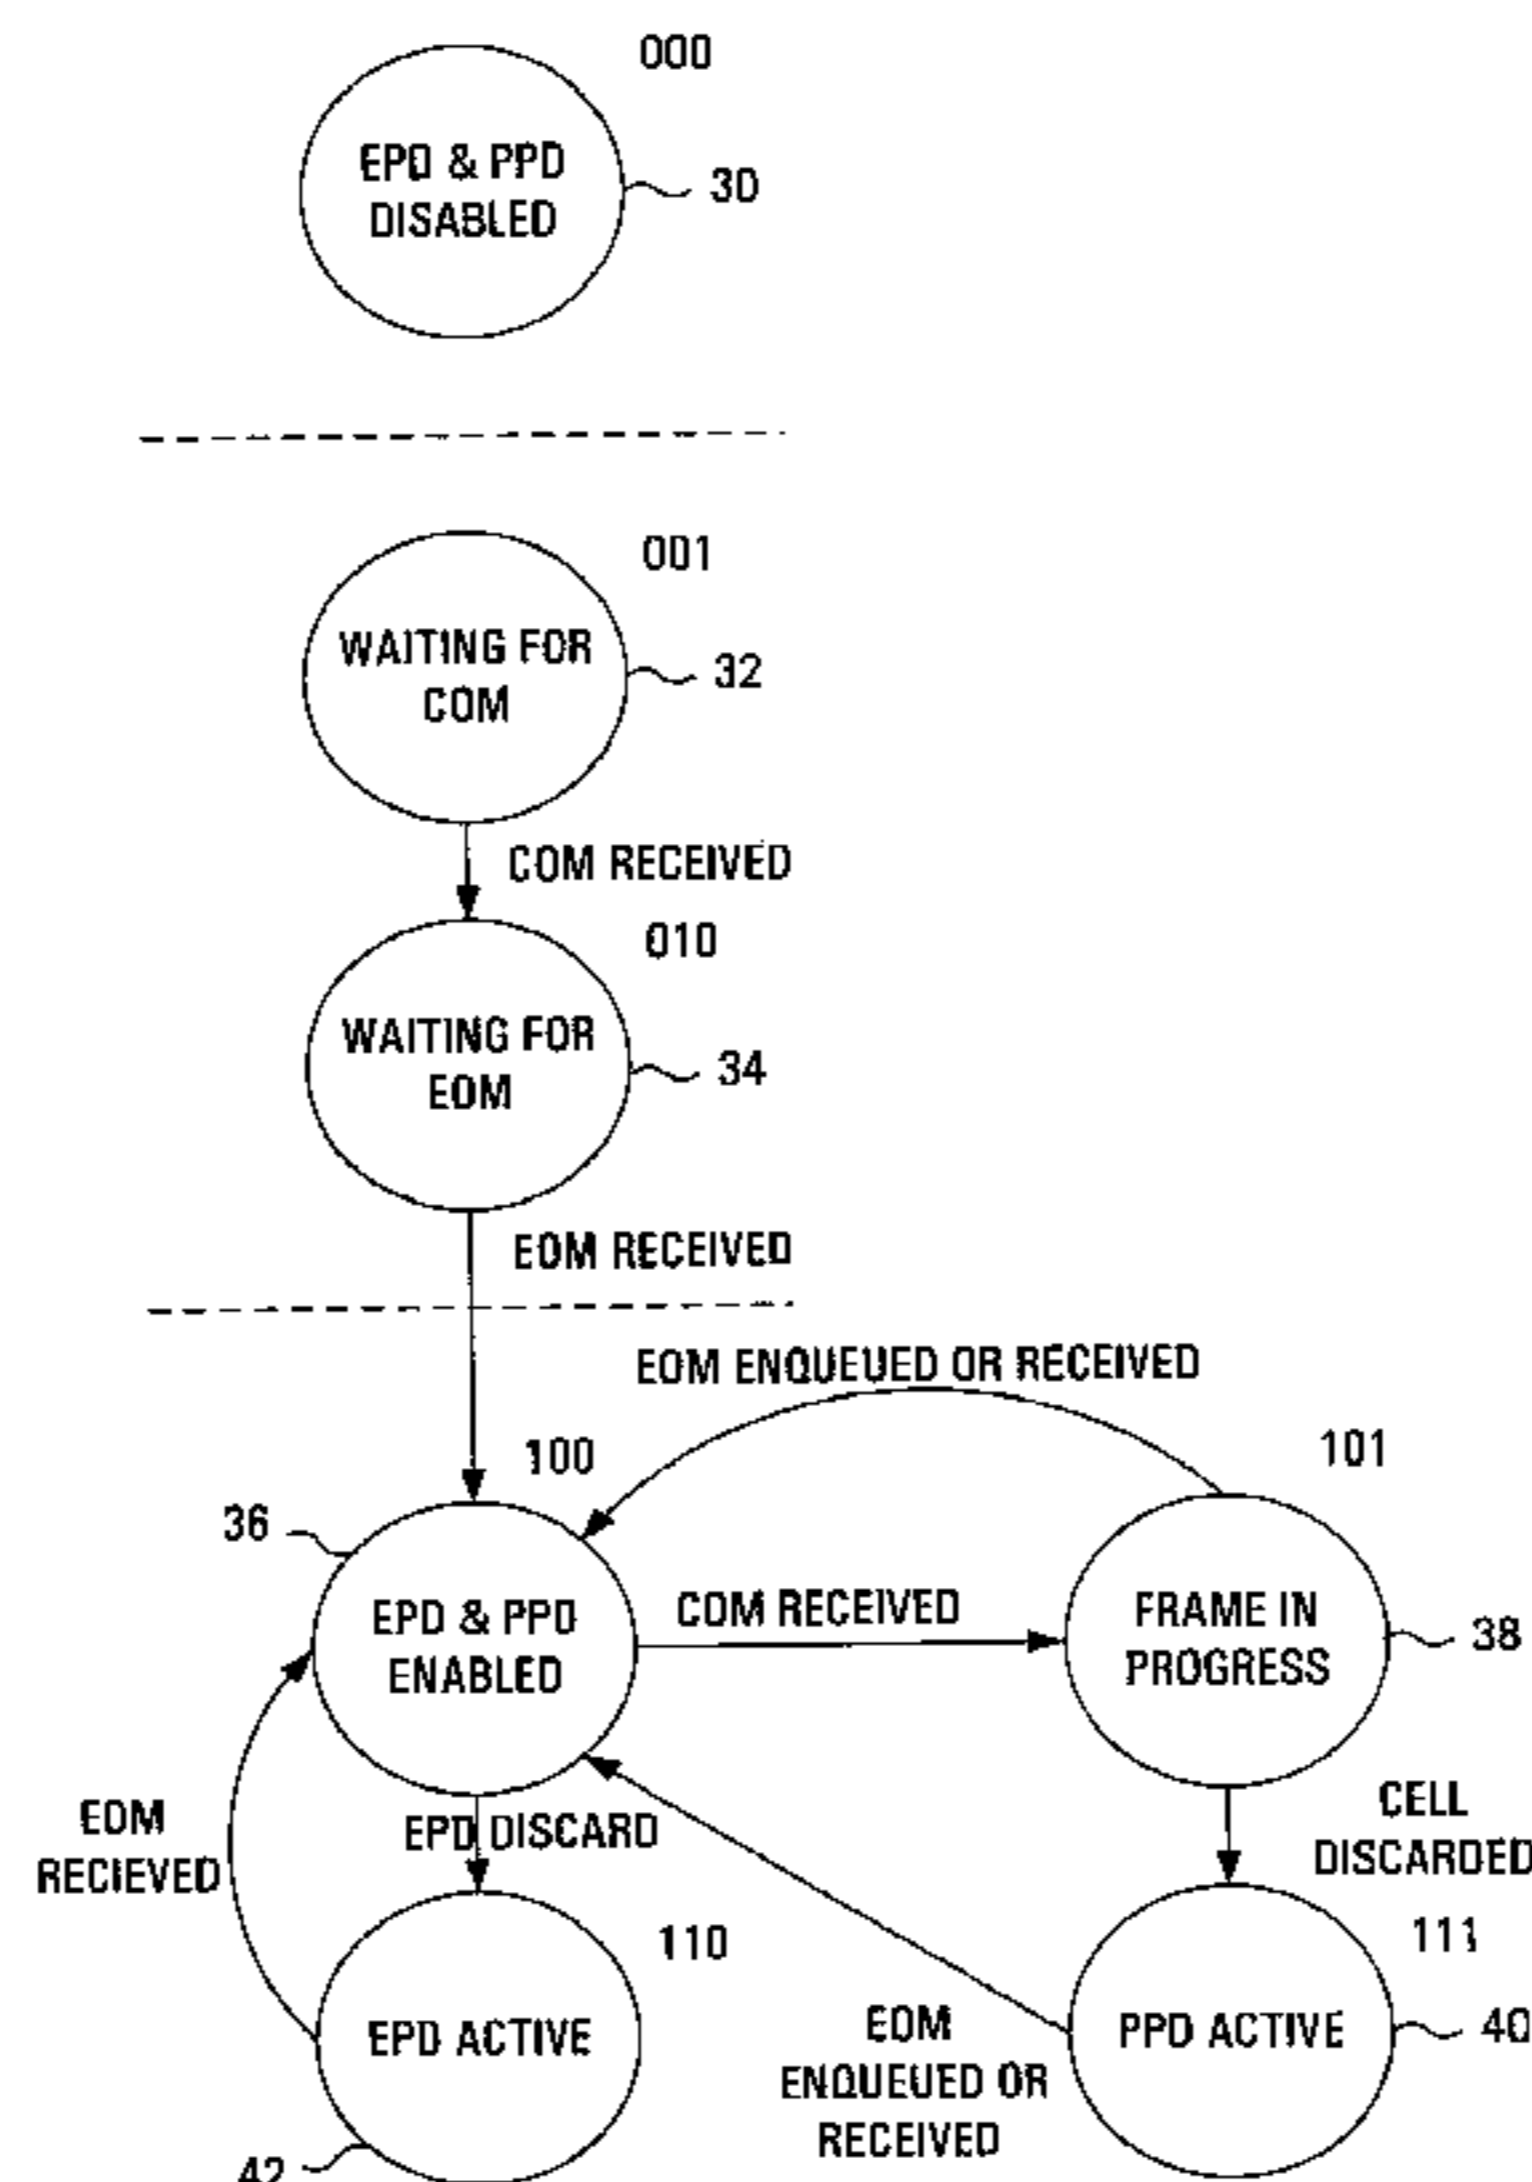 000
EPD & PPD
DISABLED
30
001
WAITING FOR
COM
32
COM RECEIVED
010
WAITING FOR
EOM
34
EOM RECEIVED
EOM ENQUEUED OR RECEIVED
100
101
36
EPD & PPD
ENABLED
COM RECEIVED
FRAME IN
PROGRESS
38
EOM
RECIEVED
EPD DISCARD
CELL
DISCARDED
110
111
EPD ACTIVE
PPD ACTIVE
40
EOM
ENQUEUED OR
RECEIVED
42